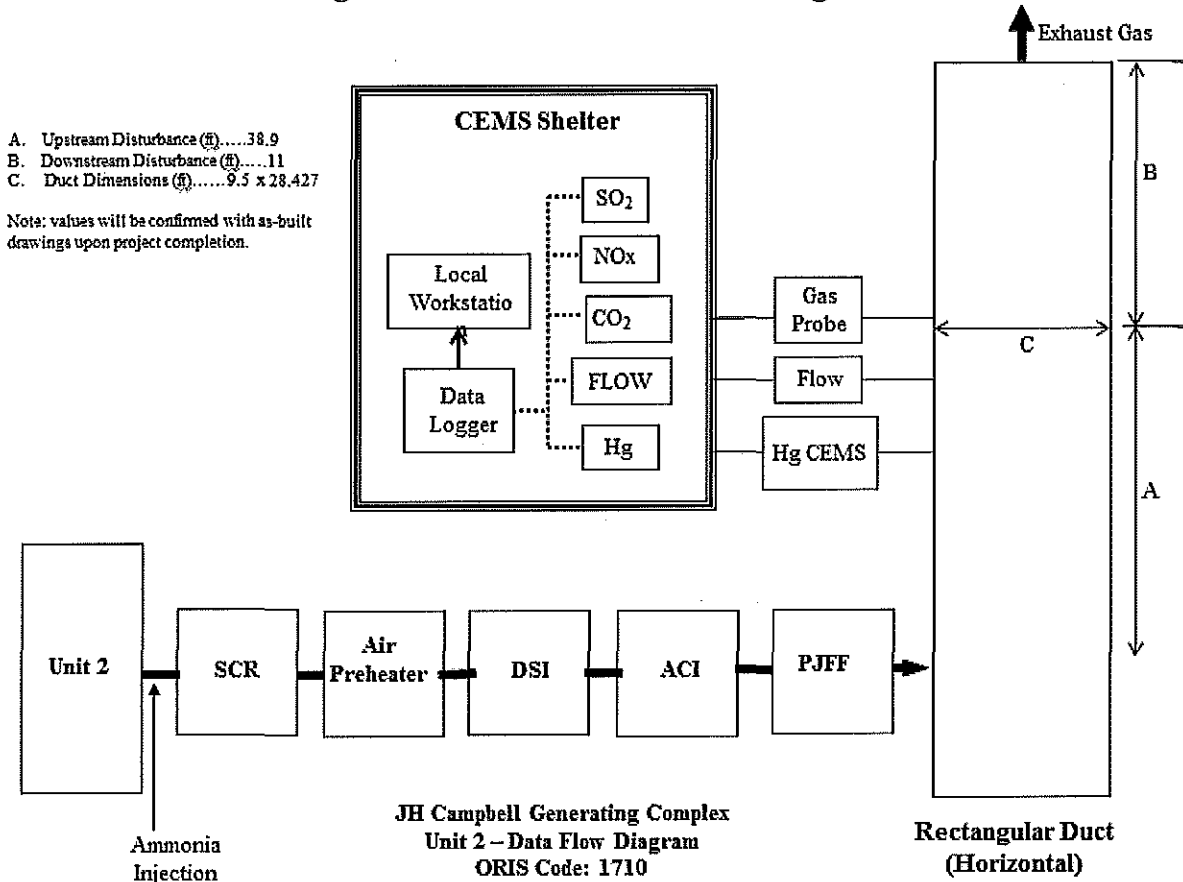 Exhaust Gas
A. Upstream Disturbance (ft).....38.9
B. Downstream Disturbance (ft).....11
C. Duct Dimensions (ft)......9.5 x 28.427
Note: values will be confirmed with as-built
drawings upon project completion.
CEMS Shelter
SO2
NOx
CO2
FLOW
Hg
Local
Workstatio
Data
Logger
Gas
Probe
Flow
Hg CEMS
B
C
A
Unit 2
SCR
Air
Preheater
DSI
ACI
PJFF
Ammonia
Injection
JH Campbell Generating Complex
Unit 2 – Data Flow Diagram
ORIS Code: 1710
Rectangular Duct
(Horizontal)